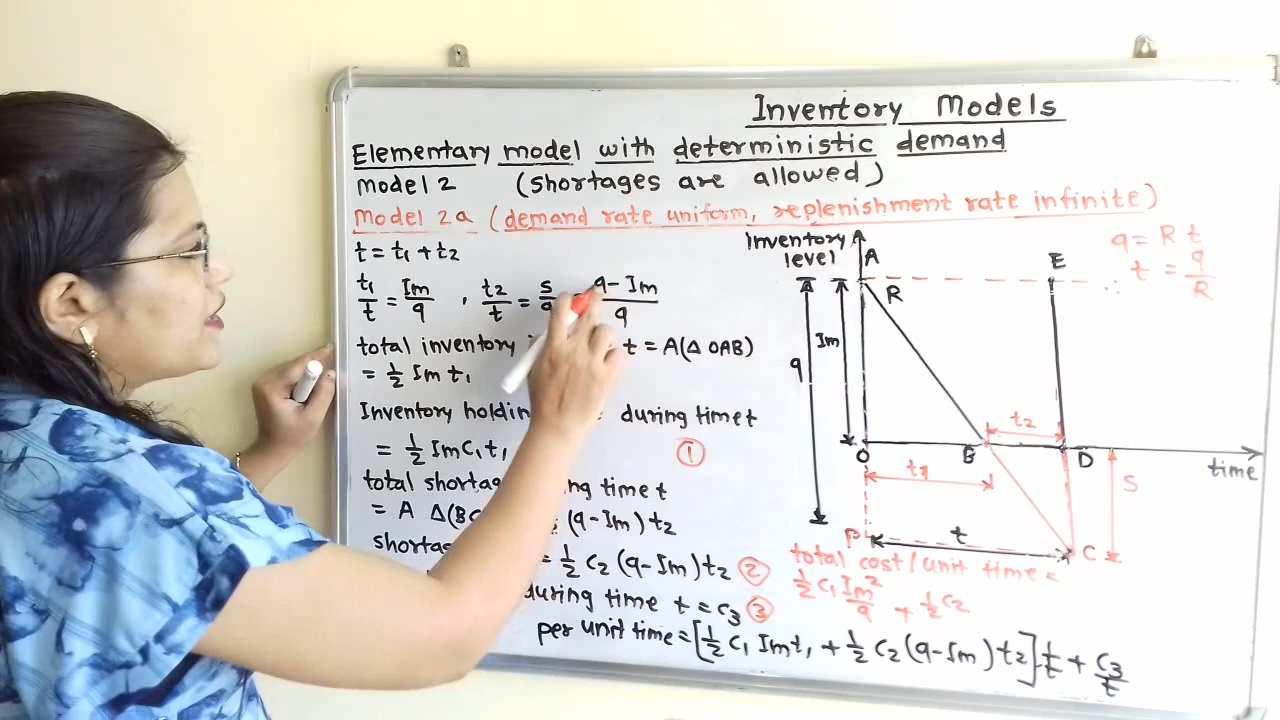 Inventory Models
Elementary model with deterministic demand
Model 2 (shortages are allowed)
Model 2a (demand rate uniform, replenishment rate infinite)
t = t₁ + t₂
t₁/t = Im/q , t₂/t = s/q = q - Im/q
total inventory t = A(Δ OAB)
= ½ Im t₁
Inventory holding during time t
= ½ Im C₁ t₁ ①
total time t
= A Δ(BC (q - Im) t₂
= ½ C₂ (q - Im) t₂ ②
during time t = C₃ ③
per unit time = [½ C₁ Im t₁ + ½ C₂ (q - Im) t₂] 1/t + C₃/t
Inventory level
A
E
R
q = R t
∴ t = q/R
Im
q
t₂
O
B
D
time
t₁
S
P
t
C
total cost/unit time =
½ C₁ Im²/q + ½ C₂